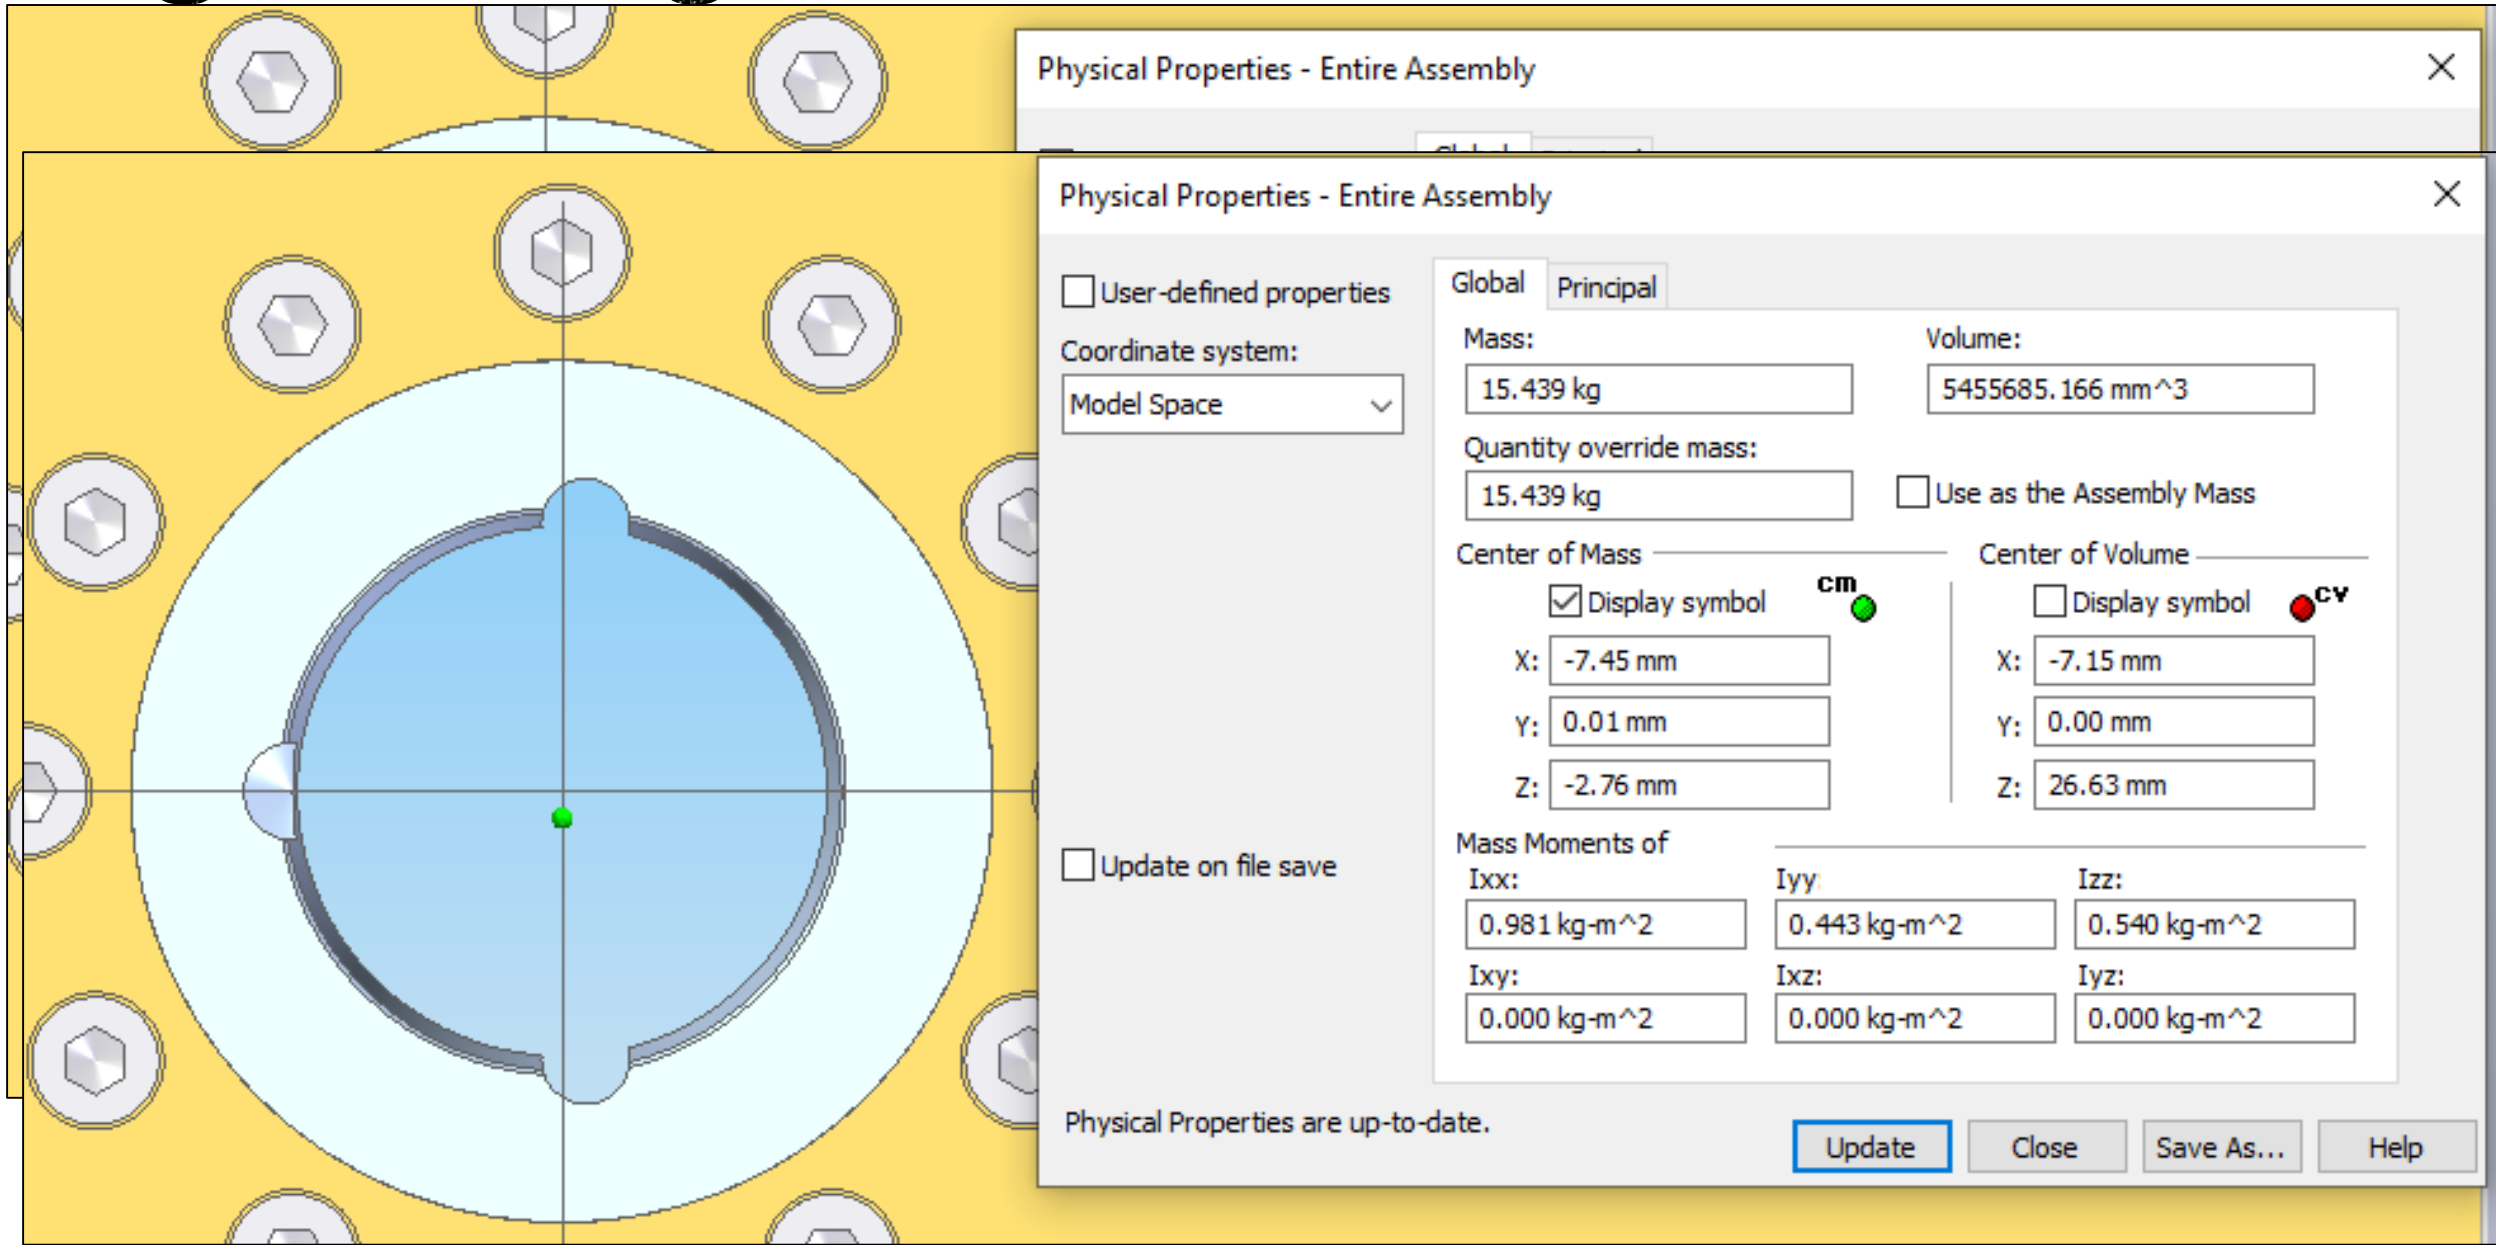 Physical Properties - Entire Assembly
Physical Properties - Entire Assembly
User-defined properties
Coordinate system:
Model Space
Update on file save
Global Principal
Mass: Volume:
15.439 kg 5455685.166 mm^3
Quantity override mass:
15.439 kg Use as the Assembly Mass
Center of Mass Center of Volume
Display symbol cm Display symbol cv
X: -7.45 mm X: -7.15 mm
Y: 0.01 mm Y: 0.00 mm
Z: -2.76 mm Z: 26.63 mm
Mass Moments of
Ixx: Iyy: Izz:
0.981 kg-m^2 0.443 kg-m^2 0.540 kg-m^2
Ixy: Ixz: Iyz:
0.000 kg-m^2 0.000 kg-m^2 0.000 kg-m^2
Physical Properties are up-to-date.
Update Close Save As... Help